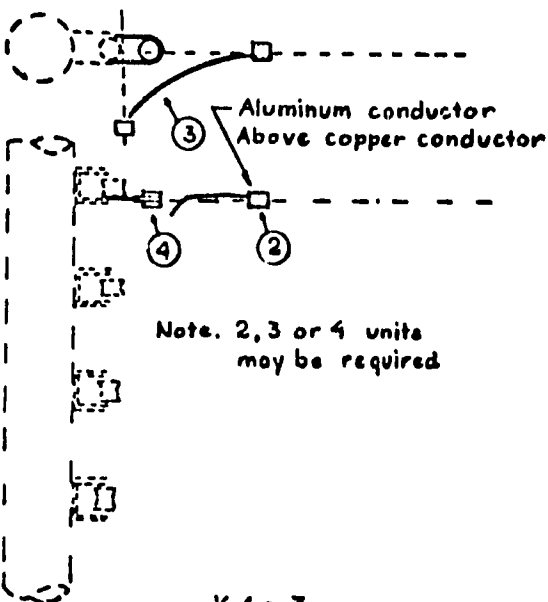 Aluminum conductor
Above copper conductor
3
4
2
Note. 2, 3 or 4 units
may be required